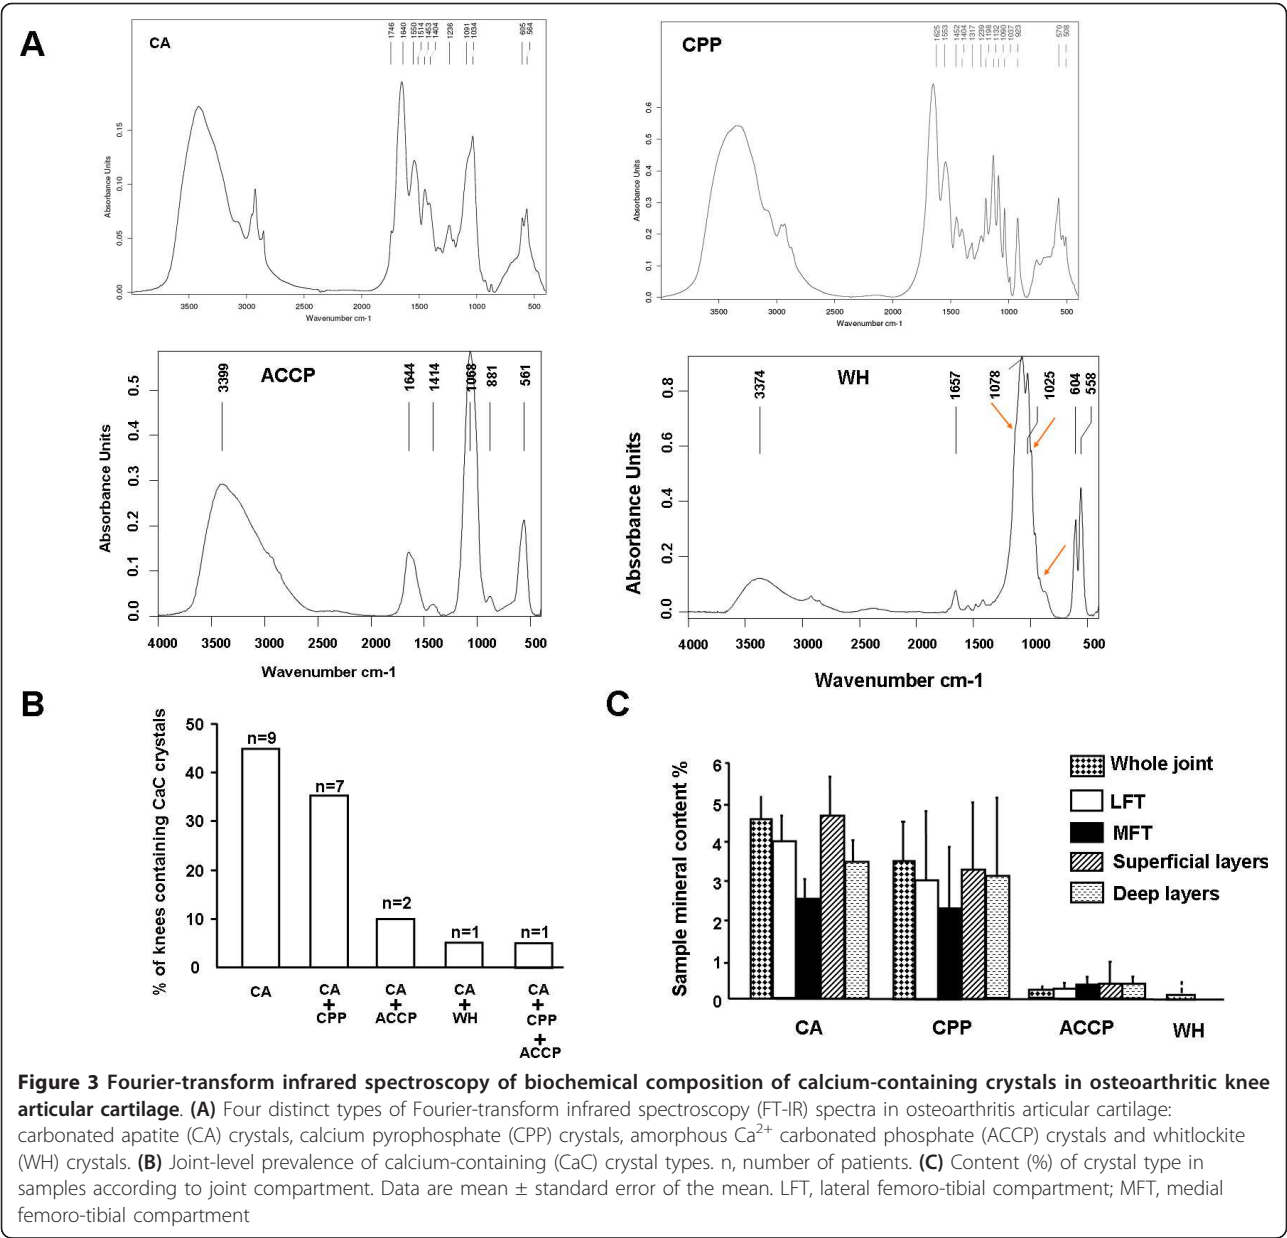 A
CA
1746
1640
1550
1514
1453
1404
1236
1091
1034
605
564
Absorbance Units
0.00 0.05 0.10 0.15
3500 3000 2500 2000 1500 1000 500
Wavenumber cm-1
CPP
1625
1553
1452
1404
1317
1239
1198
1132
1090
1037
923
570
508
Absorbance Units
0.0 0.1 0.2 0.3 0.4 0.5 0.6
3500 3000 2500 2000 1500 1000 500
Wavenumber cm-1
ACCP
3399
1644
1414
1068
881
561
Absorbance Units
0.0 0.1 0.2 0.3 0.4 0.5
4000 3500 3000 2500 2000 1500 1000 500
Wavenumber cm-1
WH
3374
1657
1078
1025
604
558
Absorbance Units
0.0 0.2 0.4 0.6 0.8
4000 3500 3000 2500 2000 1500 1000 500
Wavenumber cm-1
B
% of knees containing CaC crystals
50
40
30
20
10
0
n=9
n=7
n=2
n=1
n=1
CA
CA
+
CPP
CA
+
ACCP
CA
+
WH
CA
+
CPP
+
ACCP
C
Sample mineral content %
6
5
4
3
2
1
0
CA CPP ACCP WH
Whole joint
LFT
MFT
Superficial layers
Deep layers
Figure 3 Fourier-transform infrared spectroscopy of biochemical composition of calcium-containing crystals in osteoarthritic knee
articular cartilage. (A) Four distinct types of Fourier-transform infrared spectroscopy (FT-IR) spectra in osteoarthritis articular cartilage:
carbonated apatite (CA) crystals, calcium pyrophosphate (CPP) crystals, amorphous Ca²⁺ carbonated phosphate (ACCP) crystals and whitlockite
(WH) crystals. (B) Joint-level prevalence of calcium-containing (CaC) crystal types. n, number of patients. (C) Content (%) of crystal type in
samples according to joint compartment. Data are mean ± standard error of the mean. LFT, lateral femoro-tibial compartment; MFT, medial
femoro-tibial compartment